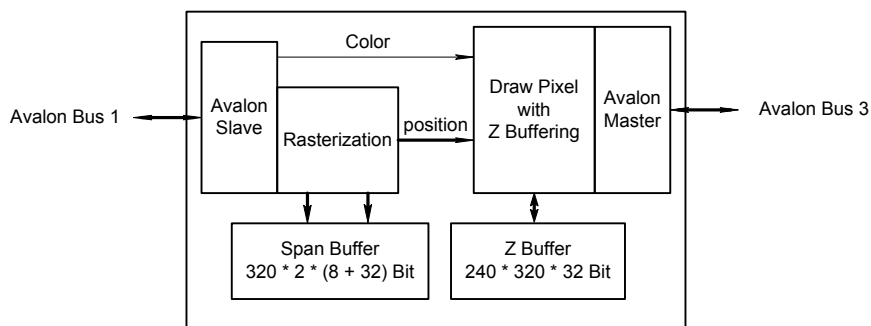 Color
Avalon Bus 1
Avalon
Slave
Rasterization
position
Draw Pixel
with
Z Buffering
Avalon
Master
Avalon Bus 3
Span Buffer
320 * 2 * (8 + 32) Bit
Z Buffer
240 * 320 * 32 Bit